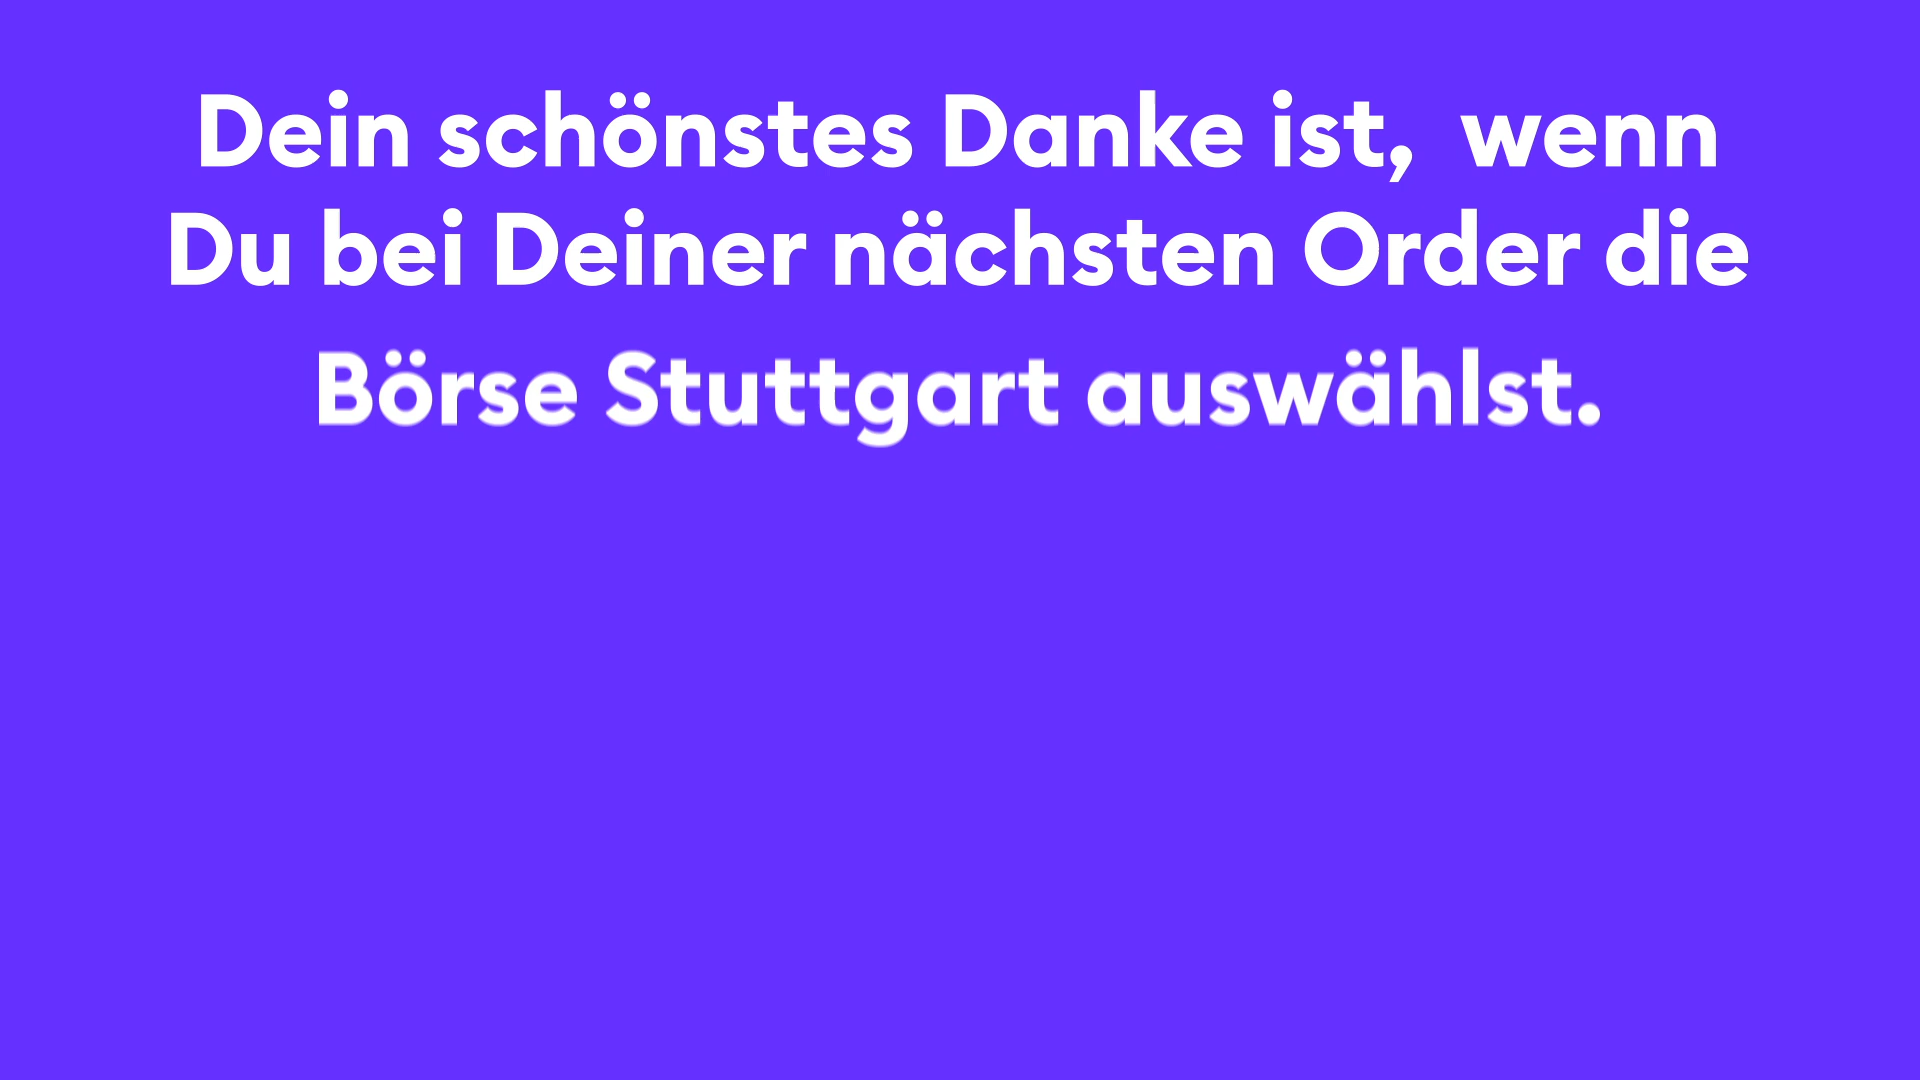 Dein schönstes Danke ist, wenn
Du bei Deiner nächsten Order die
Börse Stuttgart auswählst.